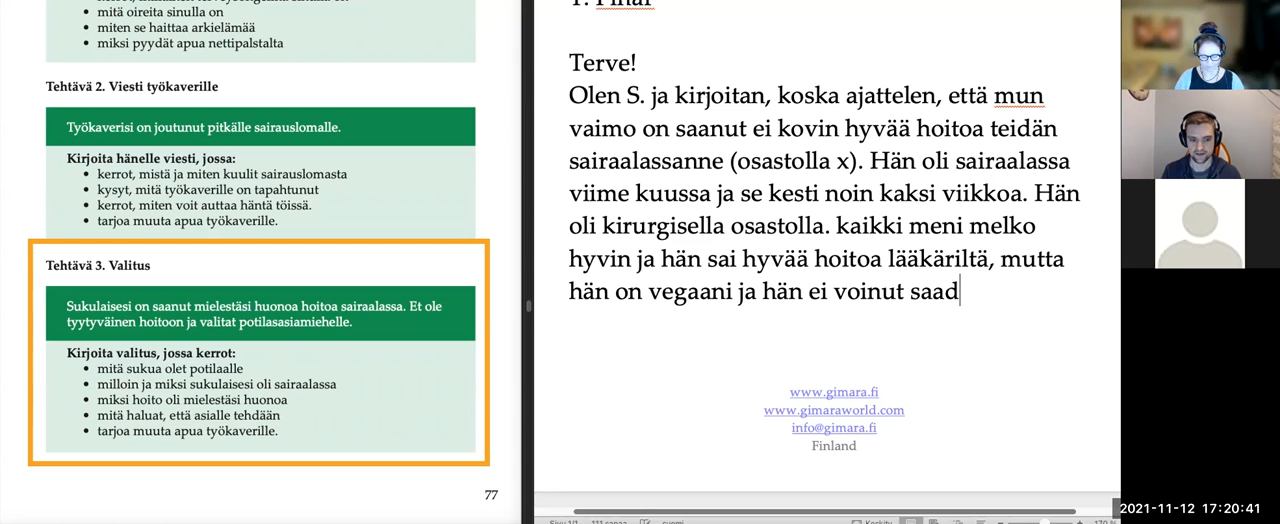 mitä oireita sinulla on
miten se haittaa arkielämää
miksi pyydät apua nettipalstalta
Tehtävä 2. Viesti työkaverille
Työkaverisi on joutunut pitkälle sairauslomalle.
Kirjoita hänelle viesti, jossa:
kerrot, mistä ja miten kuulit sairauslomasta
kysyt, mitä työkaverille on tapahtunut
kerrot, miten voit auttaa häntä töissä.
tarjoa muuta apua työkaverille.
Tehtävä 3. Valitus
Sukulaisesi on saanut mielestäsi huonoa hoitoa sairaalassa. Et ole
tyytyväinen hoitoon ja valitat potilasasiamiehelle.
Kirjoita valitus, jossa kerrot:
mitä sukua olet potilaalle
milloin ja miksi sukulaisesi oli sairaalassa
miksi hoito oli mielestäsi huonoa
mitä haluat, että asialle tehdään
tarjoa muuta apua työkaverille.
77
Terve!
Olen S. ja kirjoitan, koska ajattelen, että mun
vaimo on saanut ei kovin hyvää hoitoa teidän
sairaalassanne (osastolla x). Hän oli sairaalassa
viime kuussa ja se kesti noin kaksi viikkoa. Hän
oli kirurgisella osastolla. kaikki meni melko
hyvin ja hän sai hyvää hoitoa lääkäriltä, mutta
hän on vegaani ja hän ei voinut saad
www.gimara.fi
www.gimaraworld.com
info@gimara.fi
Finland
2021-11-12 17:20:41